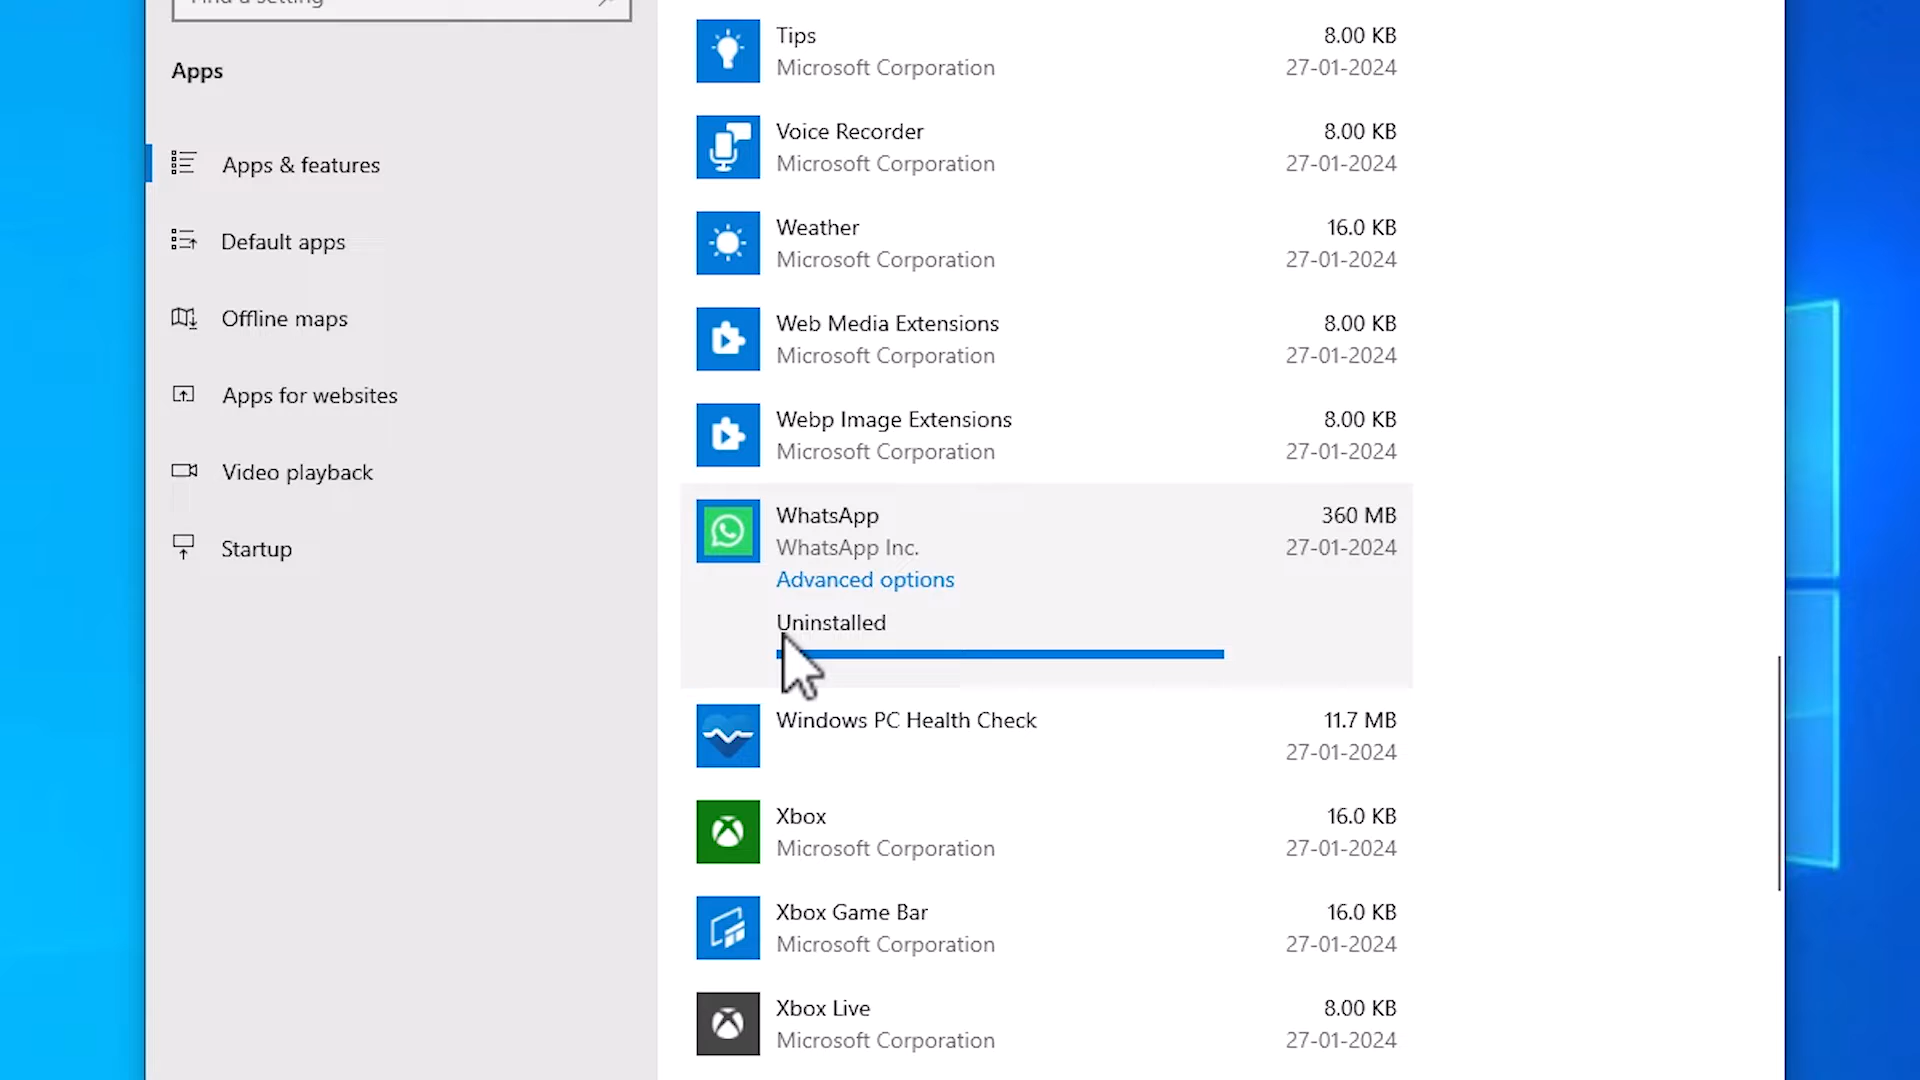 Find a setting
Apps
Apps & features
Default apps
Offline maps
Apps for websites
Video playback
Startup
Tips 8.00 KB
Microsoft Corporation 27-01-2024
Voice Recorder 8.00 KB
Microsoft Corporation 27-01-2024
Weather 16.0 KB
Microsoft Corporation 27-01-2024
Web Media Extensions 8.00 KB
Microsoft Corporation 27-01-2024
Webp Image Extensions 8.00 KB
Microsoft Corporation 27-01-2024
WhatsApp 360 MB
WhatsApp Inc. 27-01-2024
Advanced options
Uninstalled
Windows PC Health Check 11.7 MB
27-01-2024
Xbox 16.0 KB
Microsoft Corporation 27-01-2024
Xbox Game Bar 16.0 KB
Microsoft Corporation 27-01-2024
Xbox Live 8.00 KB
Microsoft Corporation 27-01-2024